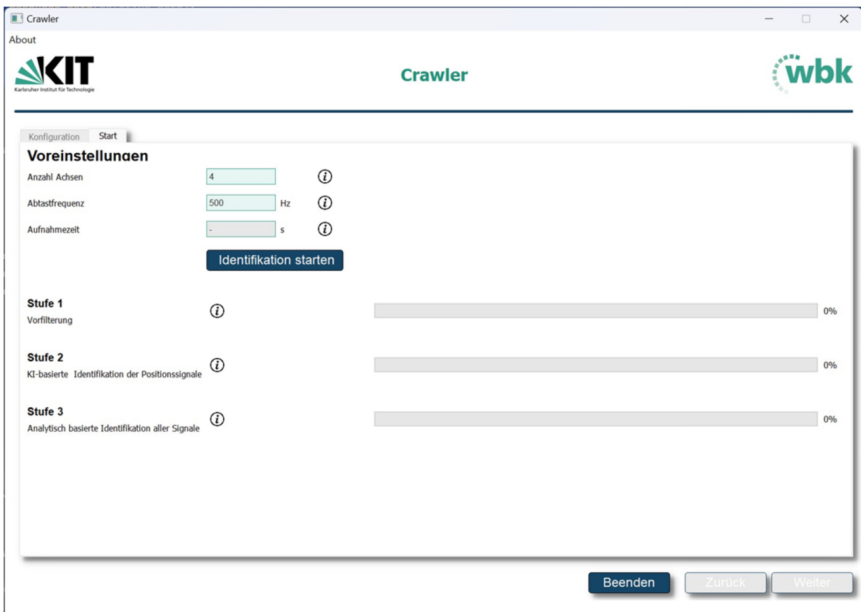 Crawler
About
KIT
Karlsruher Institut für Technologie
Crawler
wbk
Konfiguration Start
Voreinstellungen
Anzahl Achsen 4
Abtastfrequenz 500 Hz
Aufnahmezeit - s
Identifikation starten
Stufe 1
Vorfilterung 0%
Stufe 2
KI-basierte Identifikation der Positionssignale 0%
Stufe 3
Analytisch basierte Identifikation aller Signale 0%
Beenden Zurück Weiter